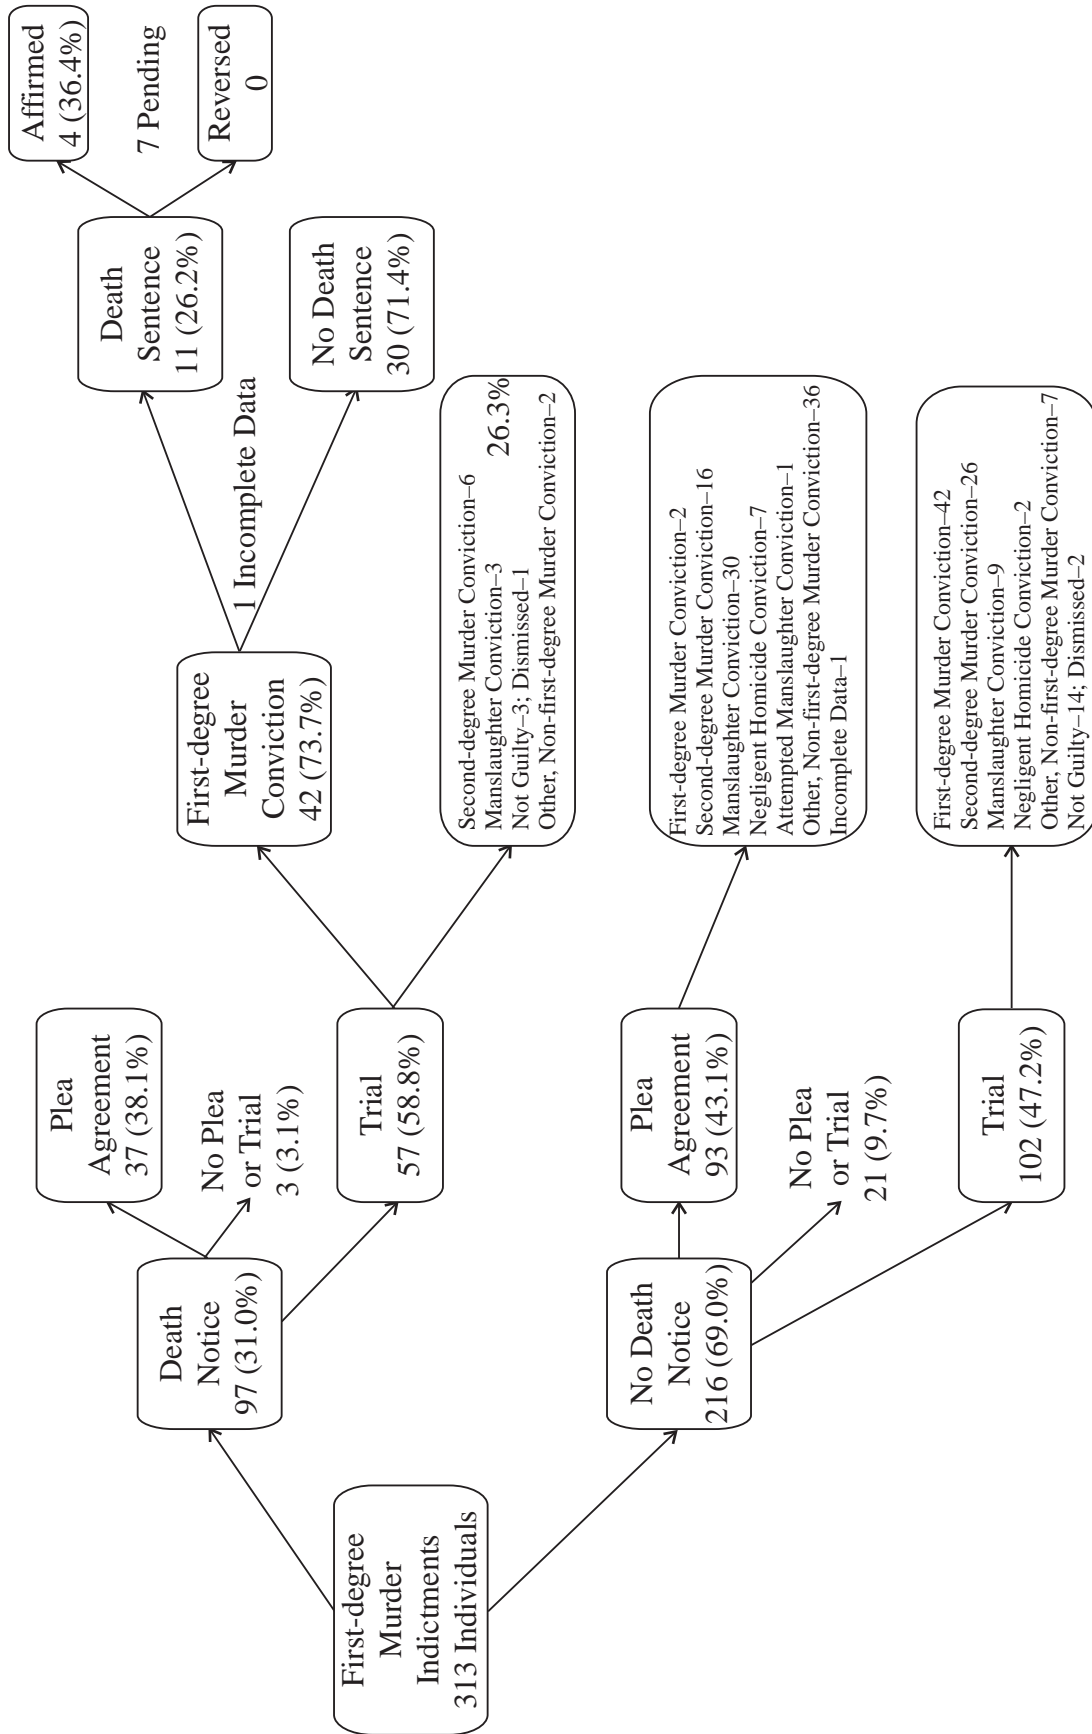 First-degree
Murder
Indictments
313 Individuals
Death
Notice
97 (31.0%)
No Death
Notice
216 (69.0%)
Plea
Agreement
37 (38.1%)
No Plea
or Trial
3 (3.1%)
Trial
57 (58.8%)
Plea
Agreement
93 (43.1%)
No Plea
or Trial
21 (9.7%)
Trial
102 (47.2%)
First-degree
Murder
Conviction
42 (73.7%)
Second-degree Murder Conviction–6
Manslaughter Conviction–3
26.3%
Not Guilty–3; Dismissed–1
Other, Non-first-degree Murder Conviction–2
First-degree Murder Conviction–2
Second-degree Murder Conviction–16
Manslaughter Conviction–30
Negligent Homicide Conviction–7
Attempted Manslaughter Conviction–1
Other, Non-first-degree Murder Conviction–36
Incomplete Data–1
First-degree Murder Conviction–42
Second-degree Murder Conviction–26
Manslaughter Conviction–9
Negligent Homicide Conviction–2
Other, Non-first-degree Murder Conviction–7
Not Guilty–14; Dismissed–2
Death
Sentence
11 (26.2%)
1 Incomplete Data
No Death
Sentence
30 (71.4%)
Affirmed
4 (36.4%)
7 Pending
Reversed
0